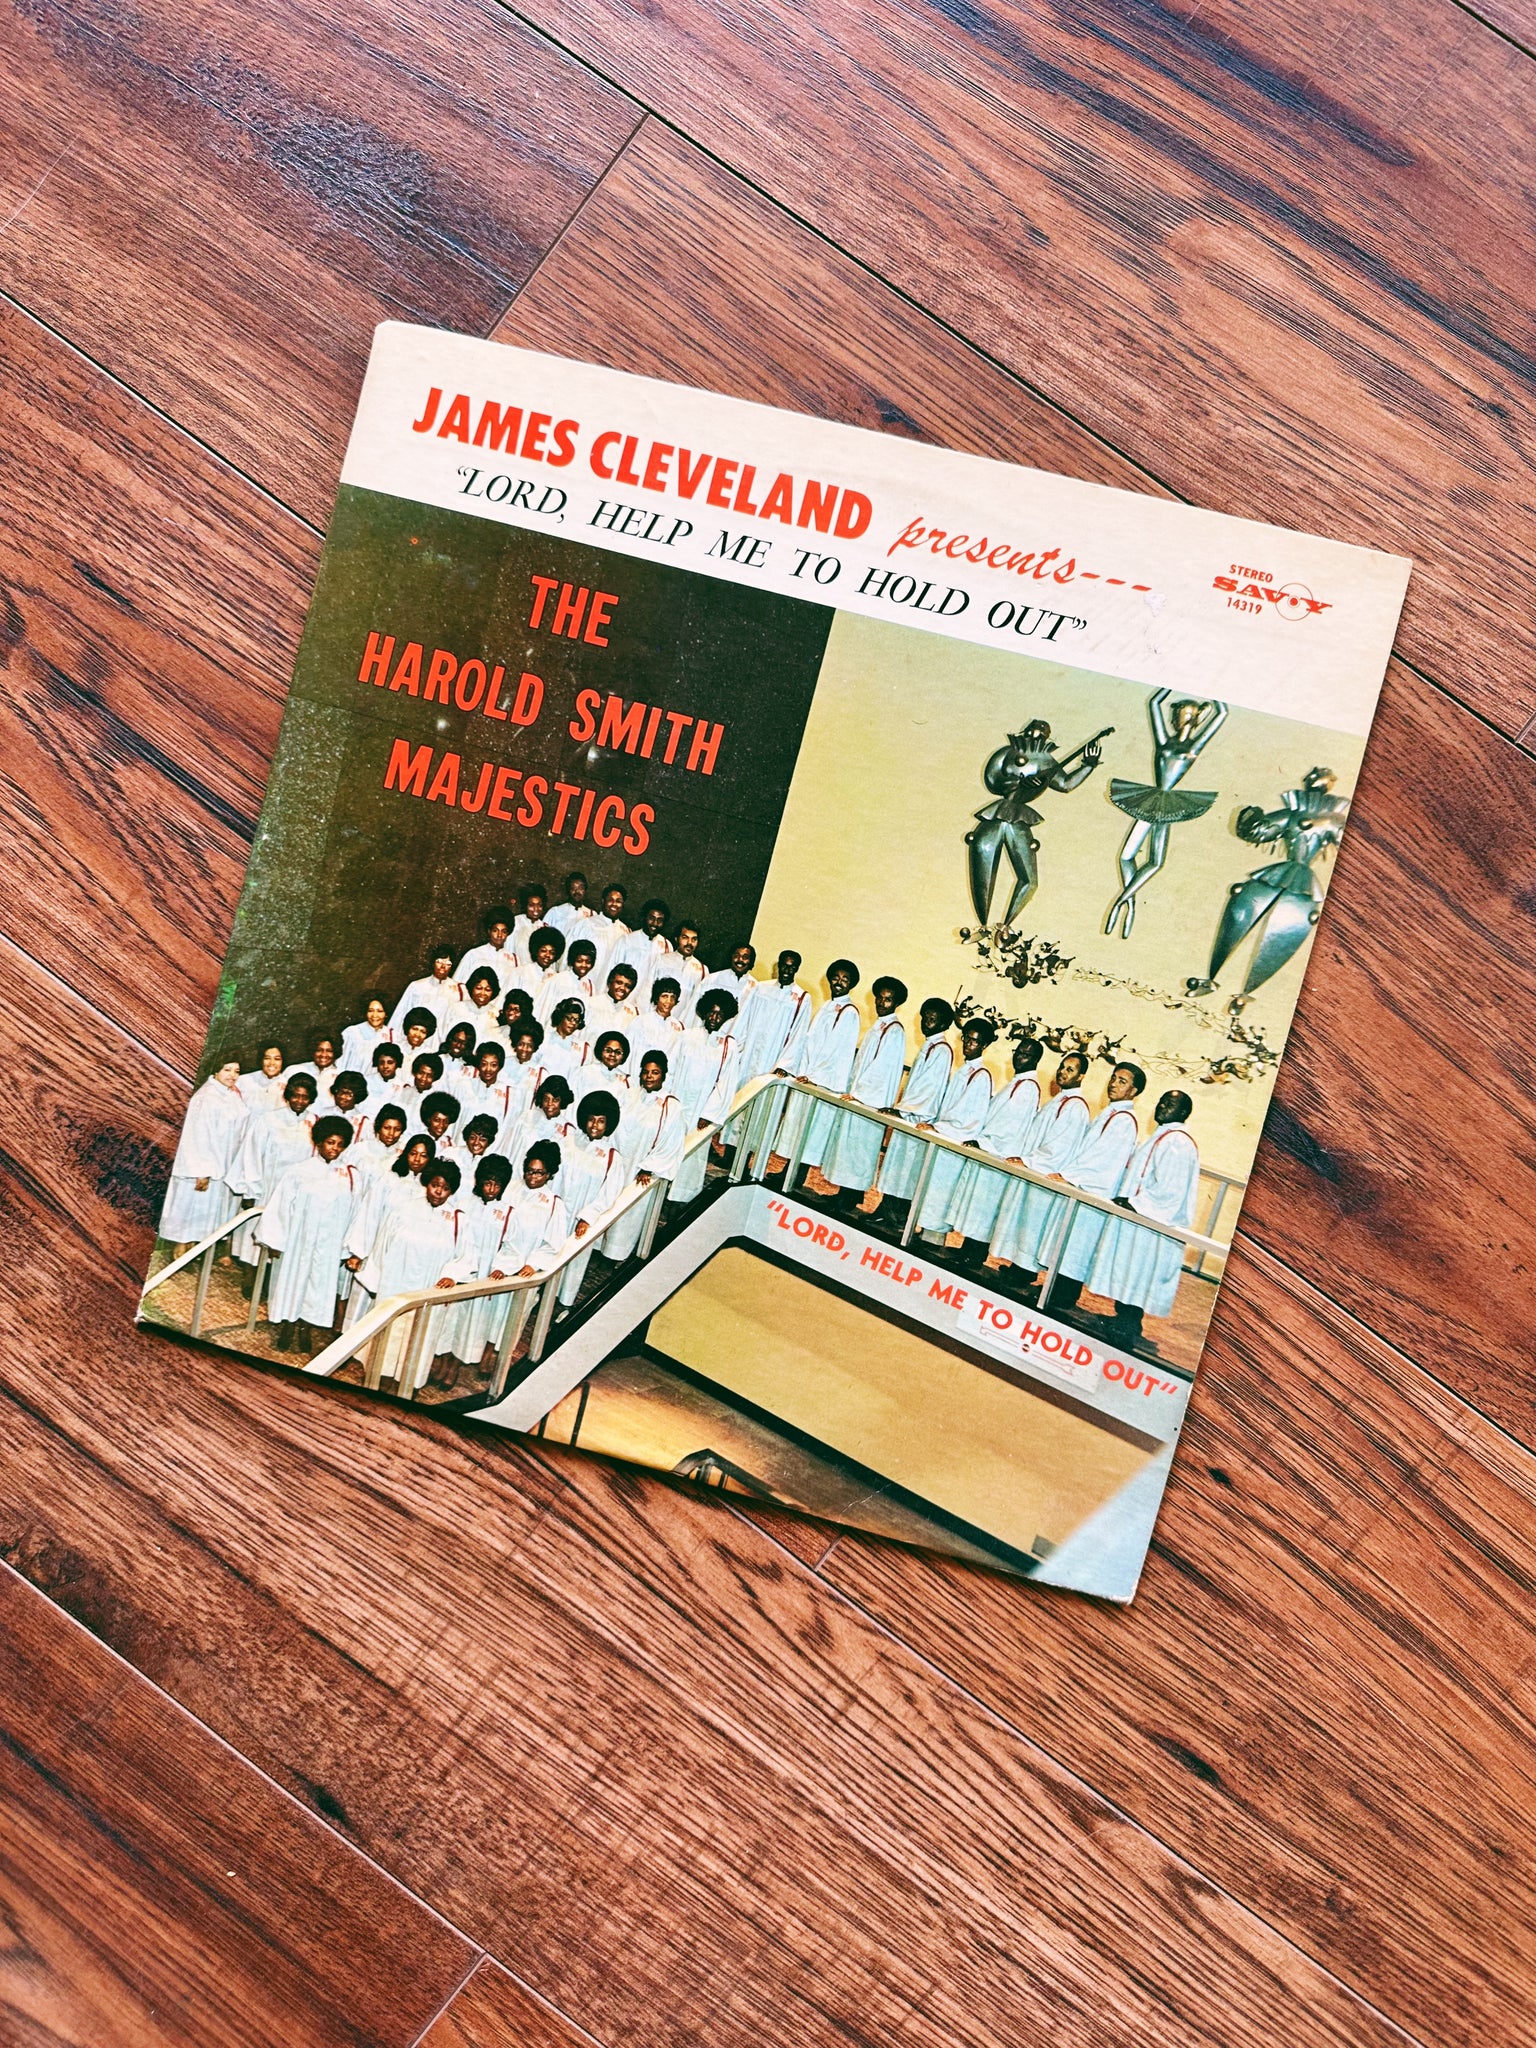 JAMES CLEVELAND presents---
"LORD, HELP ME TO HOLD OUT"
STEREO
SAVOY
14319
THE
HAROLD SMITH
MAJESTICS
"LORD, HELP ME TO HOLD OUT"